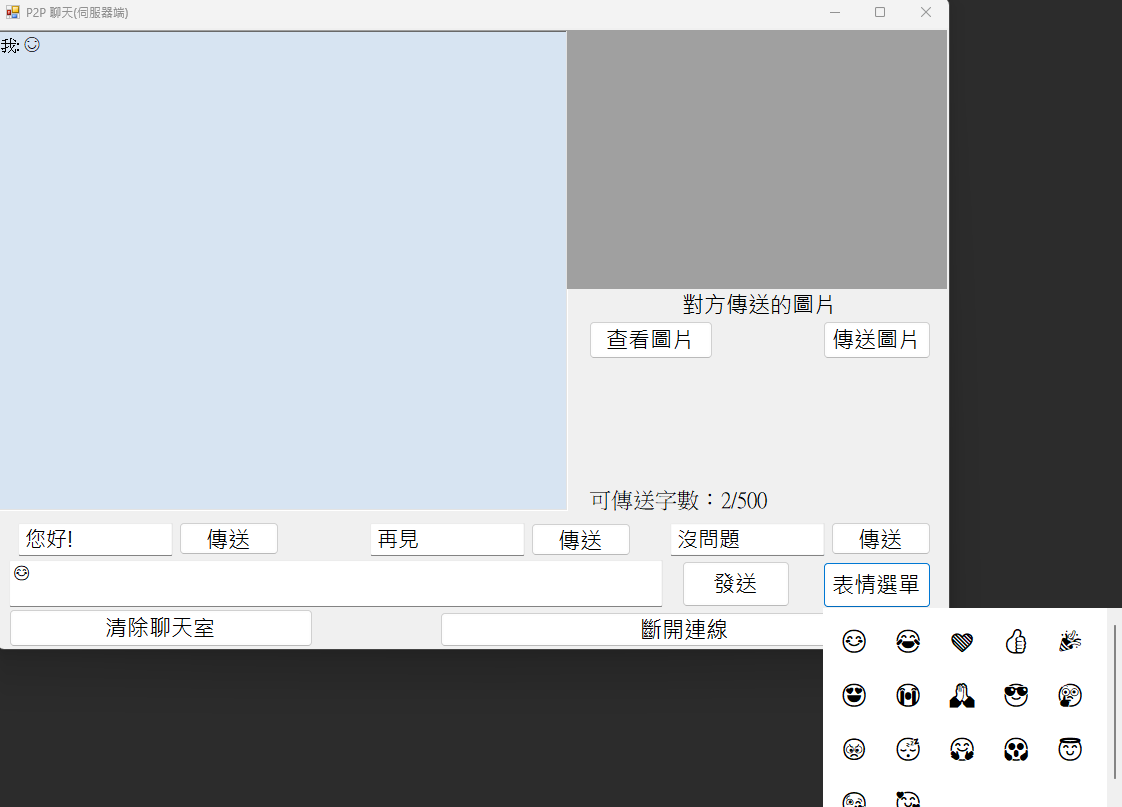 P2P 聊天(伺服器端)
我: 😊
對方傳送的圖片
查看圖片
傳送圖片
可傳送字數：2/500
您好!
傳送
再見
傳送
沒問題
傳送
😊
發送
表情選單
清除聊天室
斷開連線